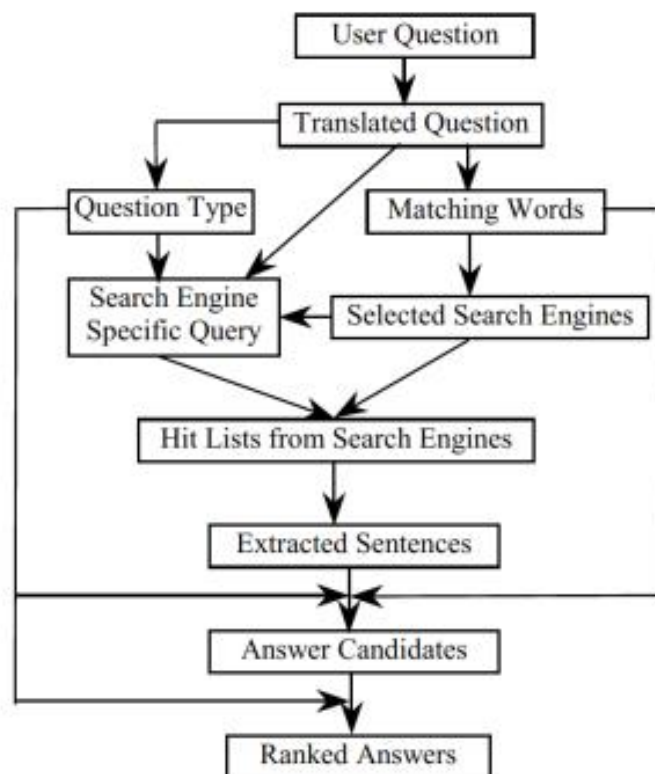 User Question
Translated Question
Question Type
Matching Words
Search Engine
Specific Query
Selected Search Engines
Hit Lists from Search Engines
Extracted Sentences
Answer Candidates
Ranked Answers